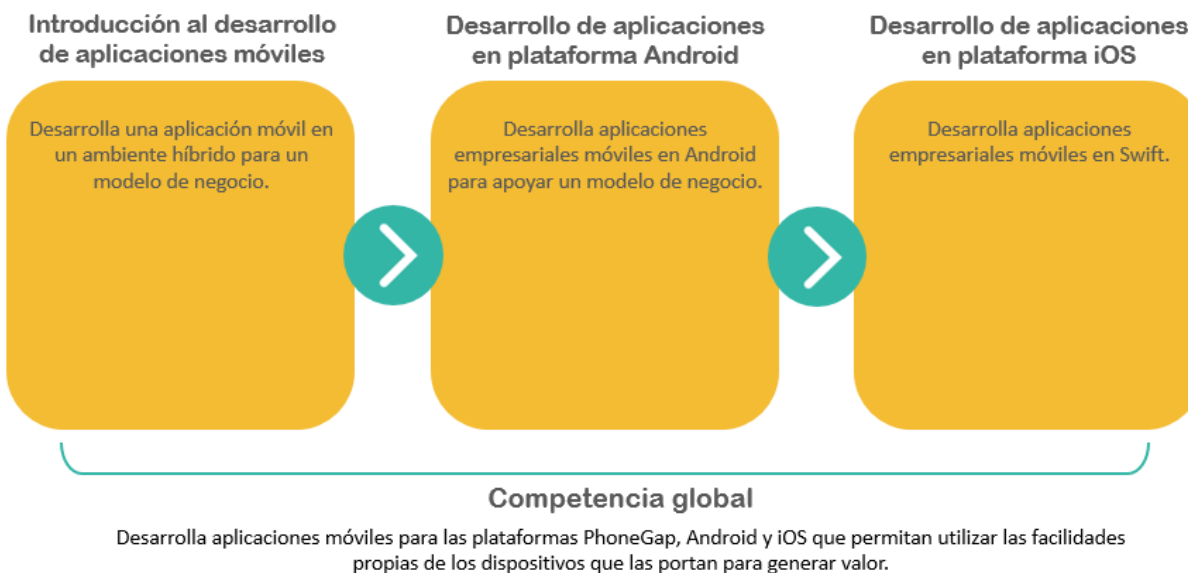 Introducción al desarrollo
de aplicaciones móviles
Desarrolla una aplicación móvil en
un ambiente híbrido para un
modelo de negocio.
Desarrollo de aplicaciones
en plataforma Android
Desarrolla aplicaciones
empresariales móviles en Android
para apoyar un modelo de negocio.
Desarrollo de aplicaciones
en plataforma iOS
Desarrolla aplicaciones
empresariales móviles en Swift.
Competencia global
Desarrolla aplicaciones móviles para las plataformas PhoneGap, Android y iOS que permitan utilizar las facilidades
propias de los dispositivos que las portan para generar valor.